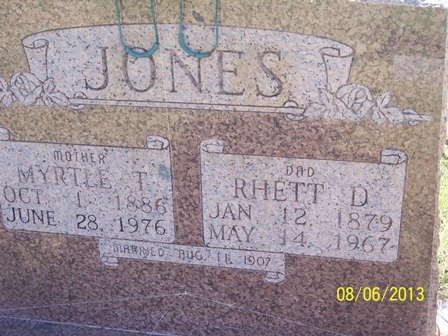 JONES
MOTHER
MYRTLE T
OCT 1, 1886
JUNE 28, 1976
DAD
RHETT D
JAN. 12, 1879
MAY 14, 1967
MARRIED AUG 18, 1907
08/06/2013